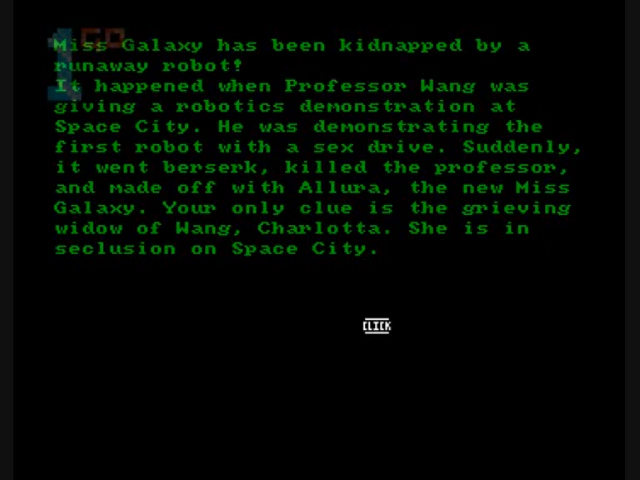 Miss Galaxy has been kidnapped by a
runaway robot!
It happened when Professor Wang was
giving a robotics demonstration at
Space City. He was demonstrating the
first robot with a sex drive. Suddenly,
it went berserk, killed the professor,
and made off with Allura, the new Miss
Galaxy. Your only clue is the grieving
widow of Wang, Charlotta. She is in
seclusion on Space City.
CLICK